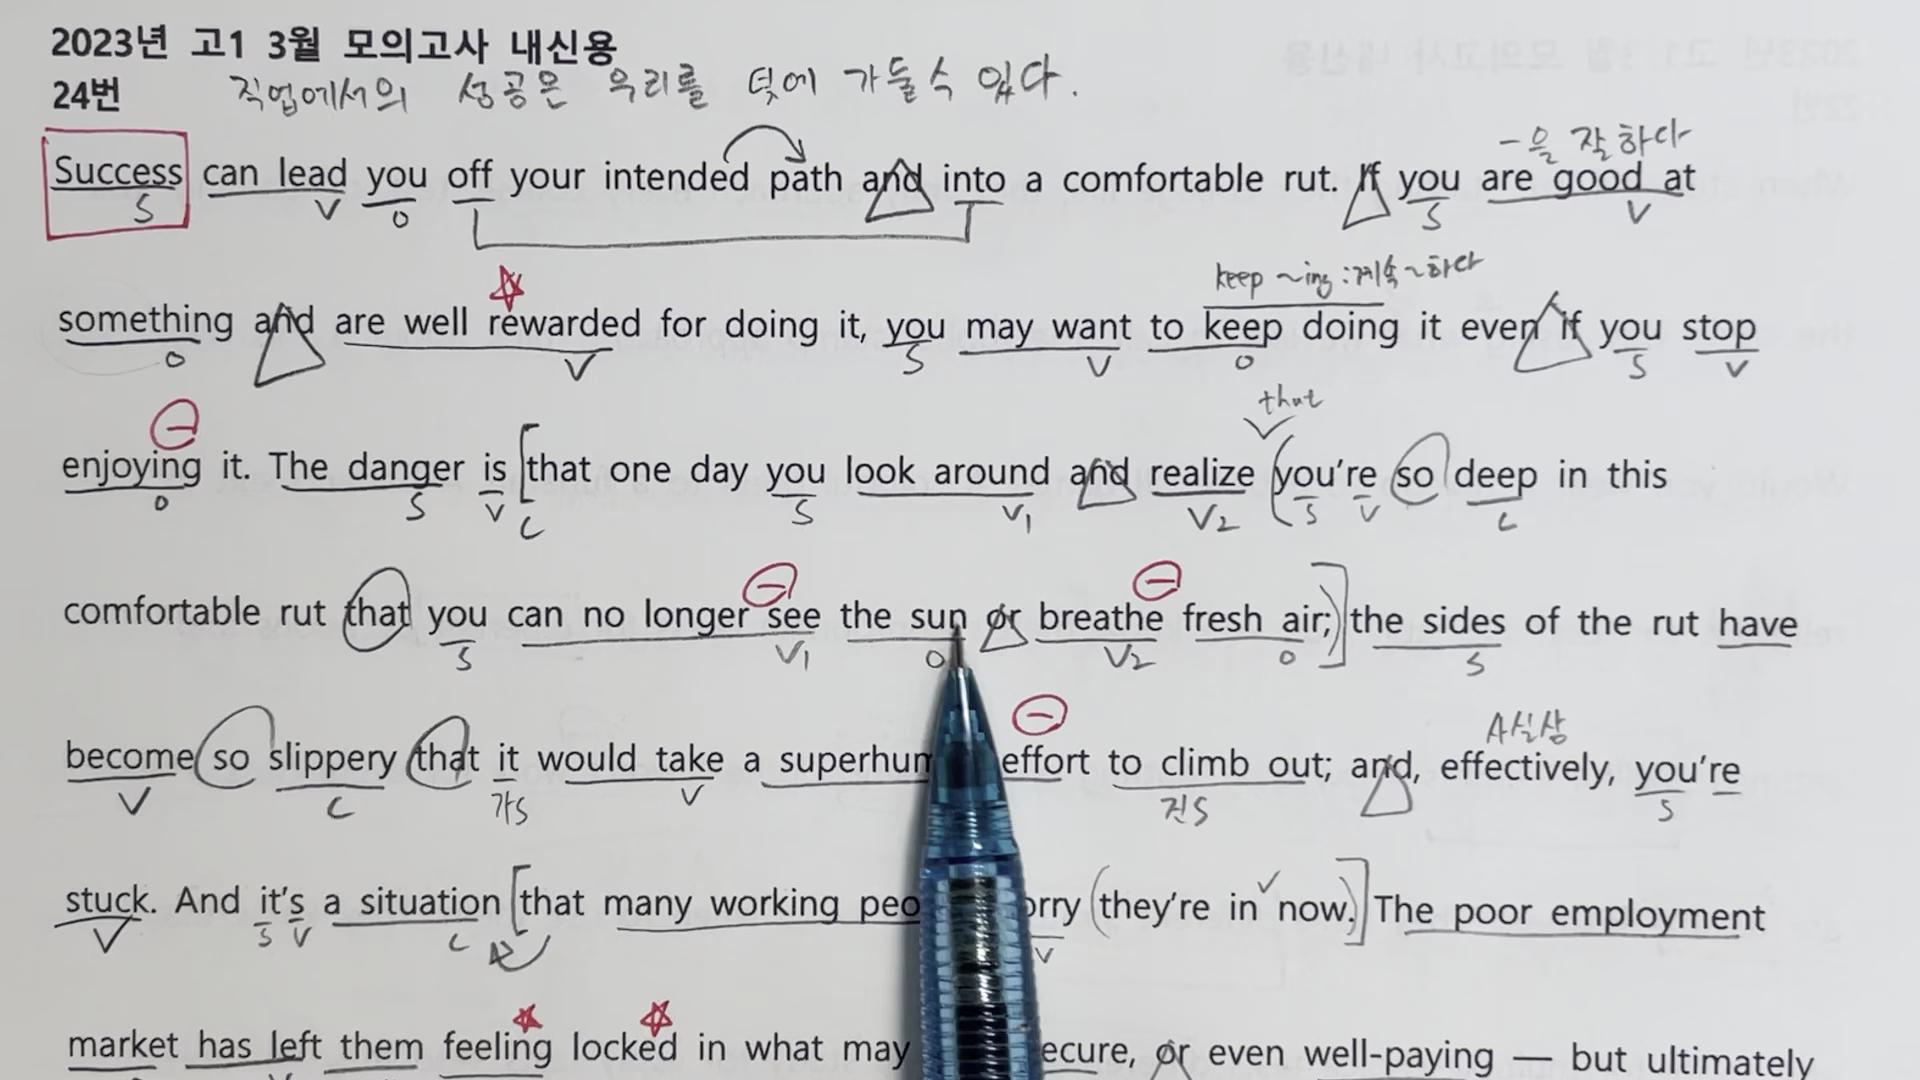 2023년 고1 3월 모의고사 내신용
24번 직업에서의 성공은 우리를 덫에 가둘수 있다.
-을 잘 하다
Success can lead you off your intended path and into a comfortable rut. If you are good at
S V O S V
keep ~ing : 계속 ~하다
something and are well rewarded for doing it, you may want to keep doing it even if you stop
O V S V O S V
that
enjoying it. The danger is [that one day you look around and realize (you're so deep in this
O S V C S V1 V2 S V C
comfortable rut that you can no longer see the sun or breathe fresh air;)] the sides of the rut have
S V1 O V2 O S
사실상
become so slippery that it would take a effort to climb out; and, effectively, you're
V C 가S V 진S S
stuck. And it's a situation [that many working (they're in now.)] The poor employment
V S V C V
market has left them feeling locked in what may or even well-paying — but ultimately